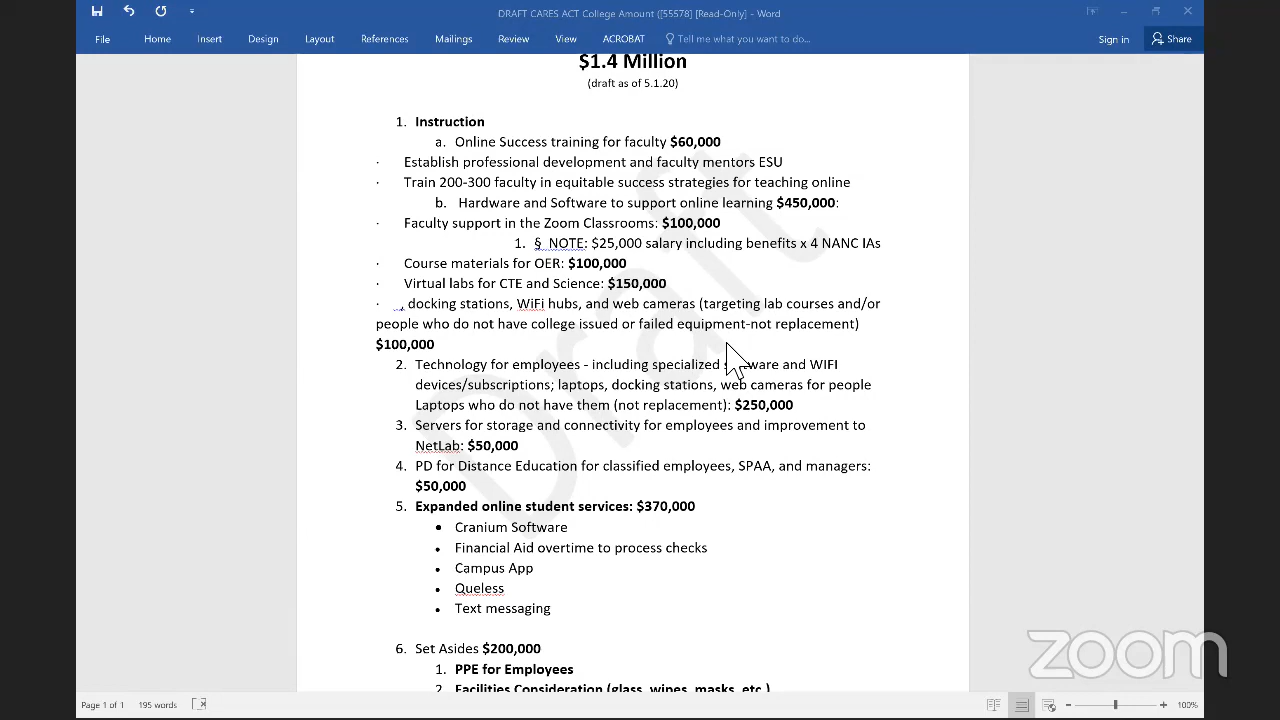 DRAFT CARES ACT College Amount ([55578] [Read-Only] - Word
File Home Insert Design Layout References Mailings Review View ACROBAT Tell me what you want to do... Sign in Share
$1.4 Million
(draft as of 5.1.20)
1. Instruction
a. Online Success training for faculty $60,000
· Establish professional development and faculty mentors ESU
· Train 200-300 faculty in equitable success strategies for teaching online
b. Hardware and Software to support online learning $450,000:
· Faculty support in the Zoom Classrooms: $100,000
1. § NOTE: $25,000 salary including benefits x 4 NANC IAs
· Course materials for OER: $100,000
· Virtual labs for CTE and Science: $150,000
· , docking stations, WiFi hubs, and web cameras (targeting lab courses and/or
people who do not have college issued or failed equipment-not replacement)
$100,000
2. Technology for employees - including specialized software and WIFI
devices/subscriptions; laptops, docking stations, web cameras for people
Laptops who do not have them (not replacement): $250,000
3. Servers for storage and connectivity for employees and improvement to
NetLab: $50,000
4. PD for Distance Education for classified employees, SPAA, and managers:
$50,000
5. Expanded online student services: $370,000
• Cranium Software
• Financial Aid overtime to process checks
• Campus App
• Queless
• Text messaging
6. Set Asides $200,000
1. PPE for Employees
2. Facilities Consideration (glass, wipes, masks, etc.)
Draft
zoom
Page 1 of 1 195 words 100%